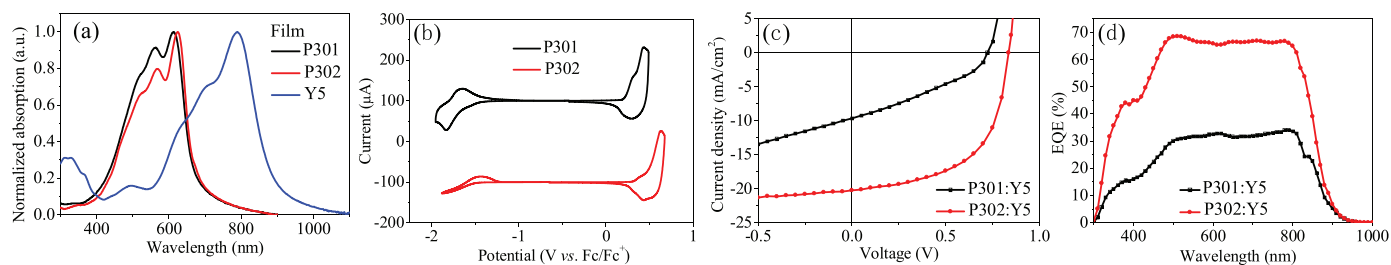 (a)
Film
P301
P302
Y5
1.0
0.8
0.6
0.4
0.2
0.0
Normalized absorption (a.u.)
400
600
800
1000
Wavelength (nm)
(b)
P301
P302
300
200
100
0
-100
-200
Current (μA)
-2
-1
0
1
Potential (V vs. Fc/Fc⁺)
(c)
5
0
-5
-10
-15
-20
-25
Current density (mA/cm²)
P301:Y5
P302:Y5
-0.5
0.0
0.5
1.0
Voltage (V)
(d)
70
60
50
40
30
20
10
0
EQE (%)
P301:Y5
P302:Y5
400
600
800
1000
Wavelength (nm)